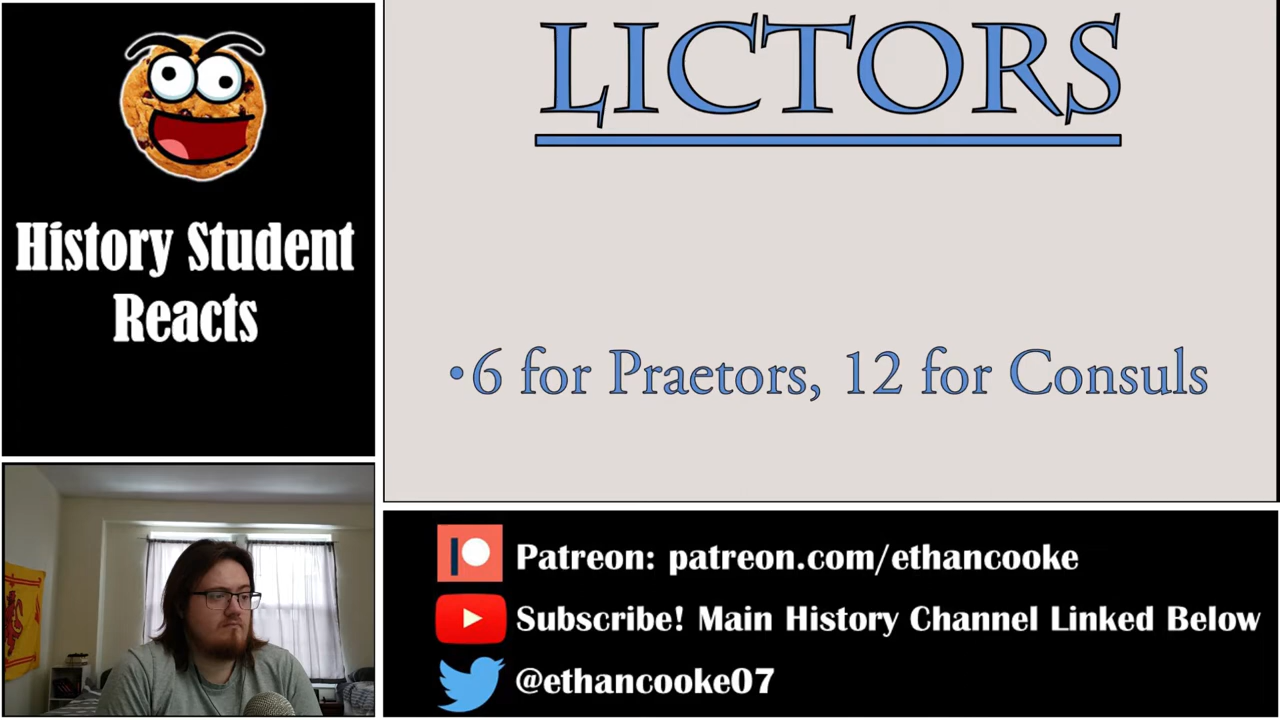 History Student
Reacts
LICTORS
•6 for Praetors, 12 for Consuls
Patreon: patreon.com/ethancooke
Subscribe! Main History Channel Linked Below
@ethancooke07